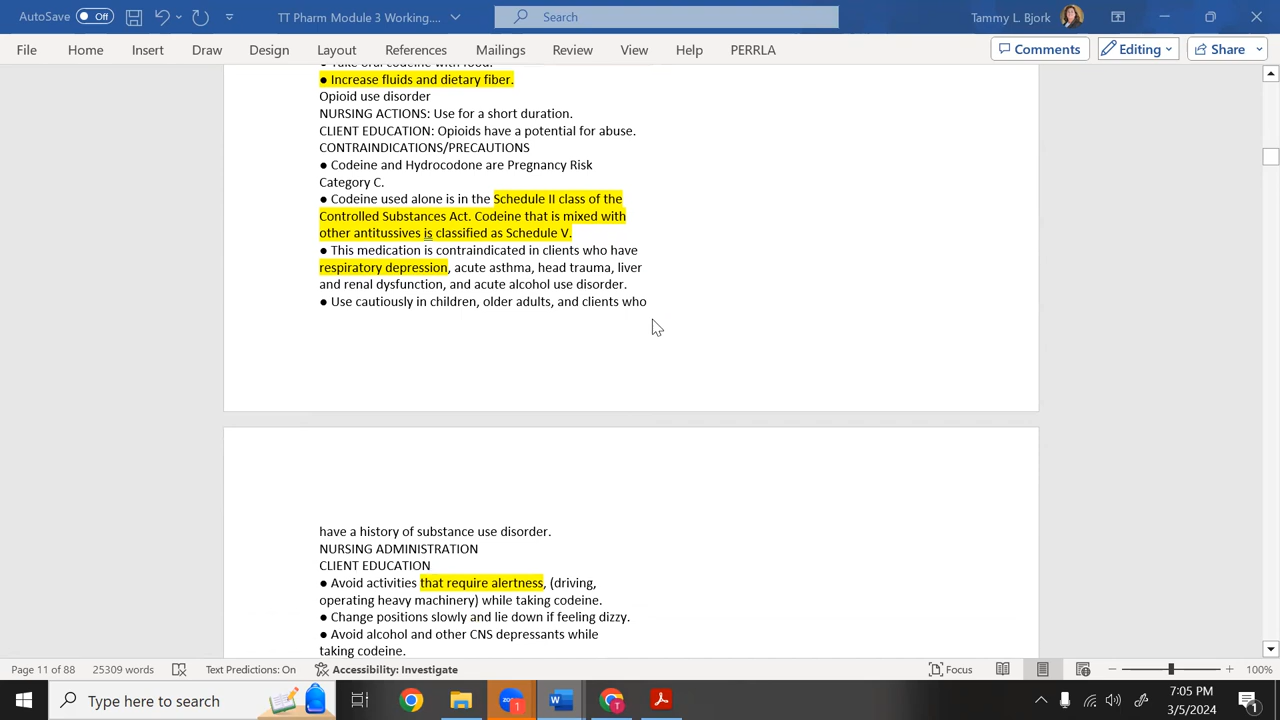 AutoSave Off TT Pharm Module 3 Working.... Search Tammy L. Bjork
File Home Insert Draw Design Layout References Mailings Review View Help PERRLA Comments Editing Share
● Take oral codeine with food.
● Increase fluids and dietary fiber.
Opioid use disorder
NURSING ACTIONS: Use for a short duration.
CLIENT EDUCATION: Opioids have a potential for abuse.
CONTRAINDICATIONS/PRECAUTIONS
● Codeine and Hydrocodone are Pregnancy Risk
Category C.
● Codeine used alone is in the Schedule II class of the
Controlled Substances Act. Codeine that is mixed with
other antitussives is classified as Schedule V.
● This medication is contraindicated in clients who have
respiratory depression, acute asthma, head trauma, liver
and renal dysfunction, and acute alcohol use disorder.
● Use cautiously in children, older adults, and clients who
have a history of substance use disorder.
NURSING ADMINISTRATION
CLIENT EDUCATION
● Avoid activities that require alertness, (driving,
operating heavy machinery) while taking codeine.
● Change positions slowly and lie down if feeling dizzy.
● Avoid alcohol and other CNS depressants while
taking codeine.
Page 11 of 88 25309 words Text Predictions: On Accessibility: Investigate Focus 100%
Type here to search 1 7:05 PM
3/5/2024 1